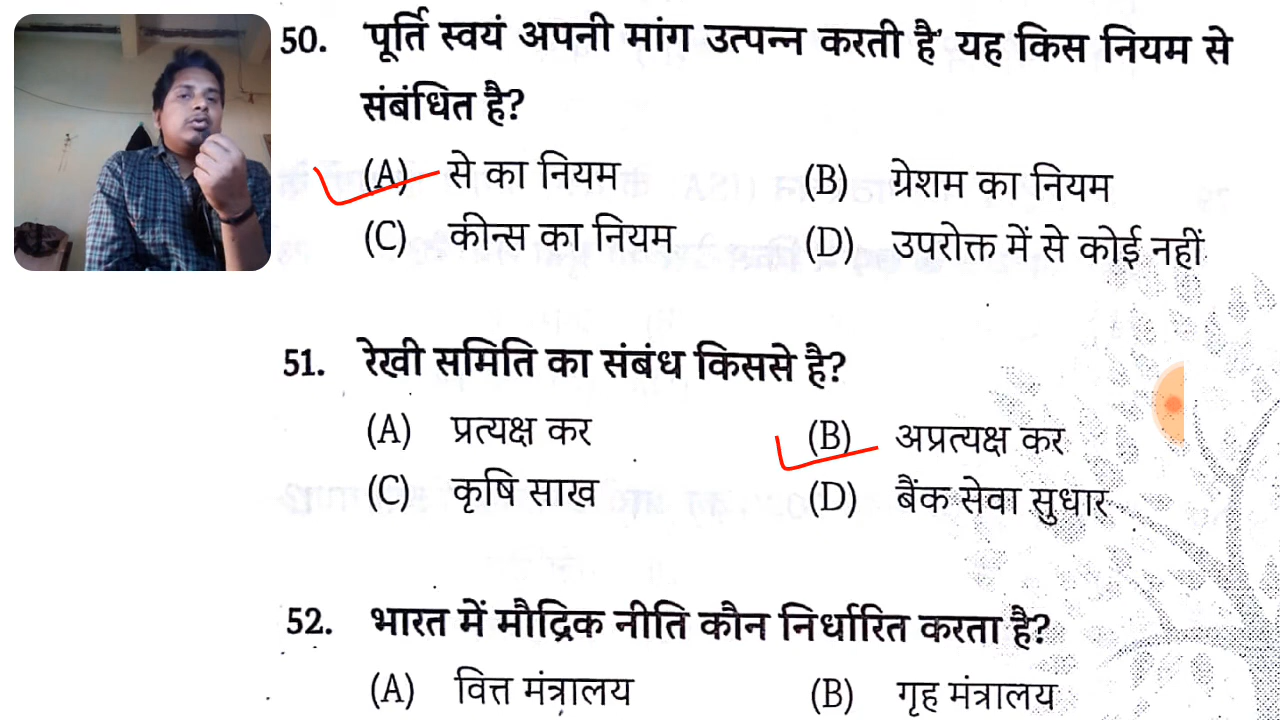 50. 'पूर्ति स्वयं अपनी मांग उत्पन्न करती है' यह किस नियम से
संबंधित है?
(A) से का नियम (B) ग्रेशम का नियम
(C) कीन्स का नियम (D) उपरोक्त में से कोई नहीं
51. रेखी समिति का संबंध किससे है?
(A) प्रत्यक्ष कर (B) अप्रत्यक्ष कर
(C) कृषि साख (D) बैंक सेवा सुधार
52. भारत में मौद्रिक नीति कौन निर्धारित करता है?
(A) वित्त मंत्रालय (B) गृह मंत्रालय